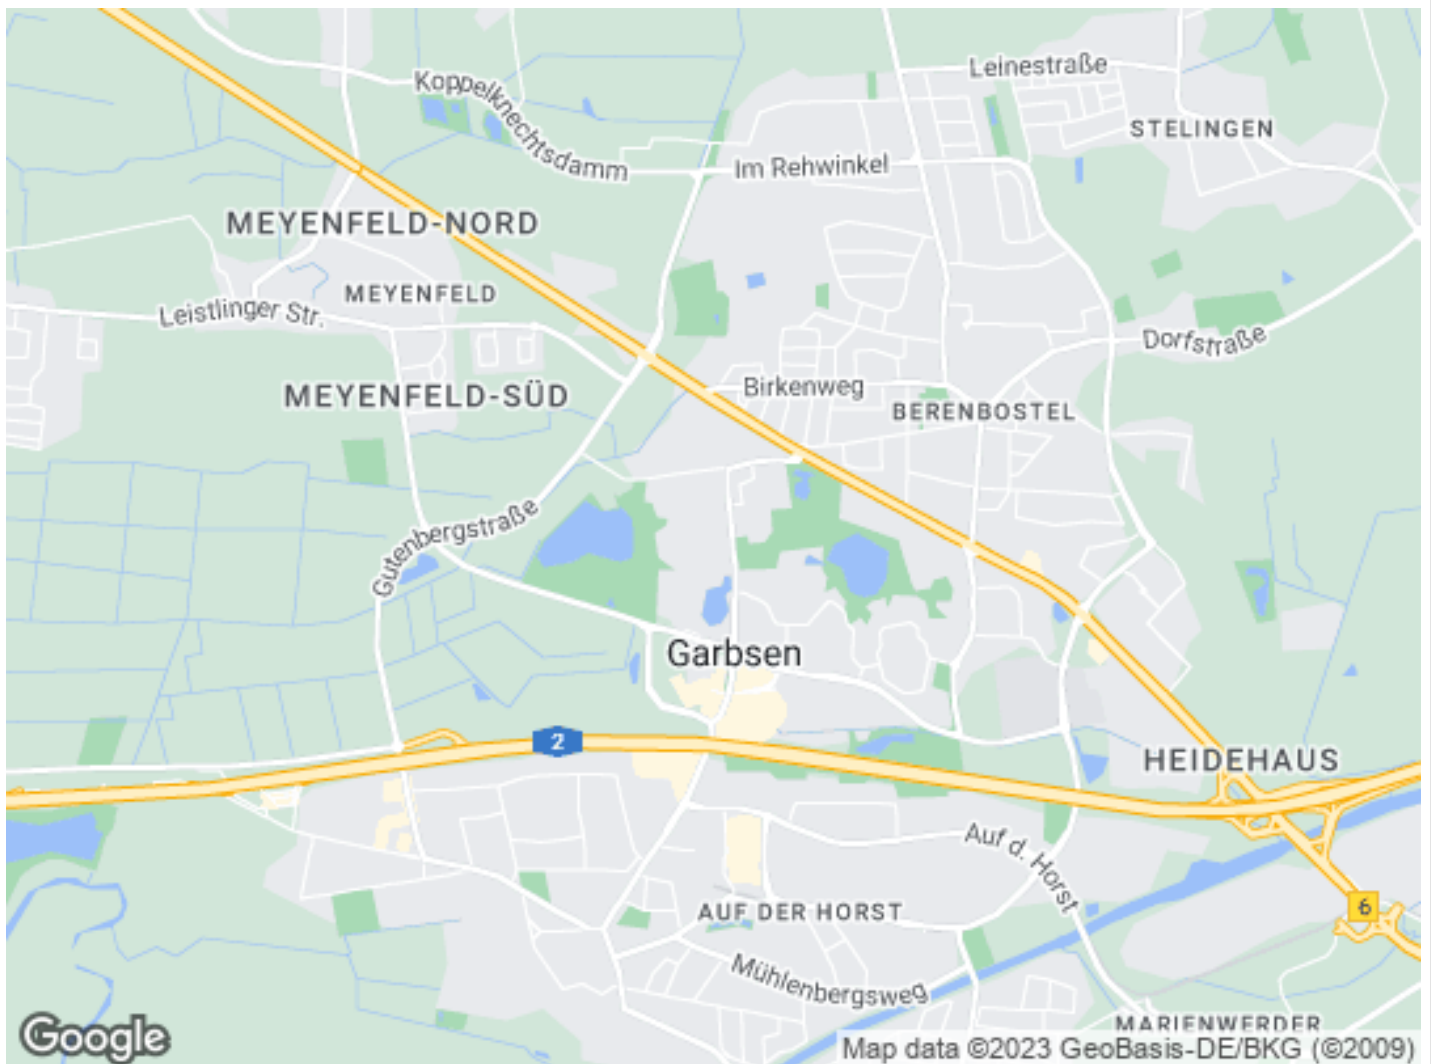 Koppelknechtsdamm
Leinestraße
STELINGEN
Im Rehwinkel
MEYENFELD-NORD
MEYENFELD
Leistlinger Str.
Dorfstraße
MEYENFELD-SÜD
Birkenweg
BERENBOSTEL
Gutenbergstraße
Garbsen
2
HEIDEHAUS
Auf d. Horst
6
AUF DER HORST
Mühlenbergsweg
MARIENWERDER
Google
Map data ©2023 GeoBasis-DE/BKG (©2009)